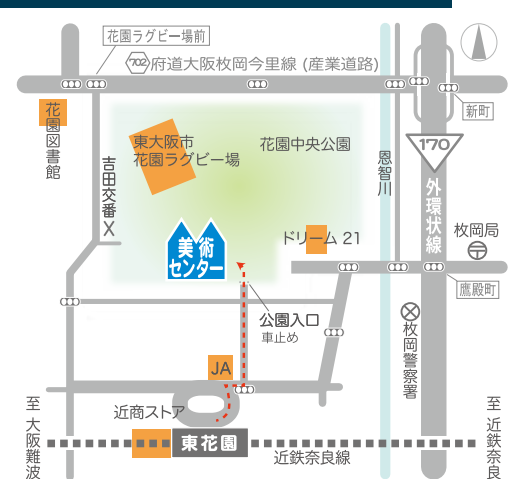 花園ラグビー場前
702
府道大阪枚岡今里線 (産業道路)
新町
花園図書館
東大阪市
花園ラグビー場
花園中央公園
170
吉田交番
恩智川
外環状線
枚岡局
美術
センター
ドリーム 21
鷹殿町
公園入口
車止め
枚岡警察署
JA
近商ストア
至 大阪難波
東花園
近鉄奈良線
至 近鉄奈良